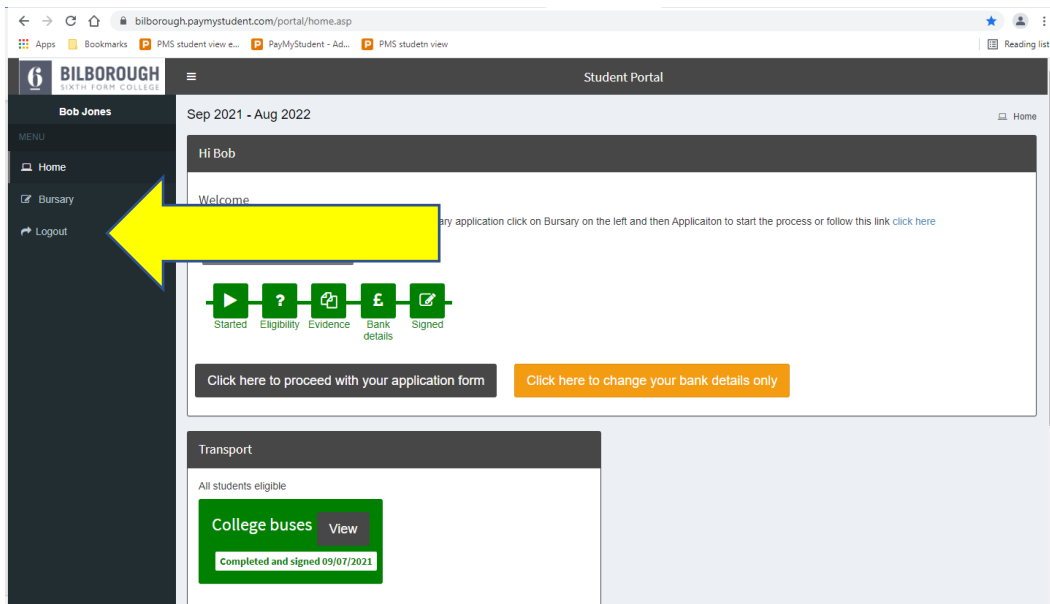 bilborough.paymystudent.com/portal/home.asp
Apps Bookmarks PMS student view e... PayMyStudent - Ad... PMS studetn view Reading list
6 BILBOROUGH
SIXTH FORM COLLEGE
Student Portal
Bob Jones
Sep 2021 - Aug 2022
Home
MENU
Home
Bursary
Logout
Hi Bob
Welcome
ary application click on Bursary on the left and then Applicaiton to start the process or follow this link click here
Started Eligibility Evidence Bank details Signed
Click here to proceed with your application form
Click here to change your bank details only
Transport
All students eligible
College buses View
Completed and signed 09/07/2021